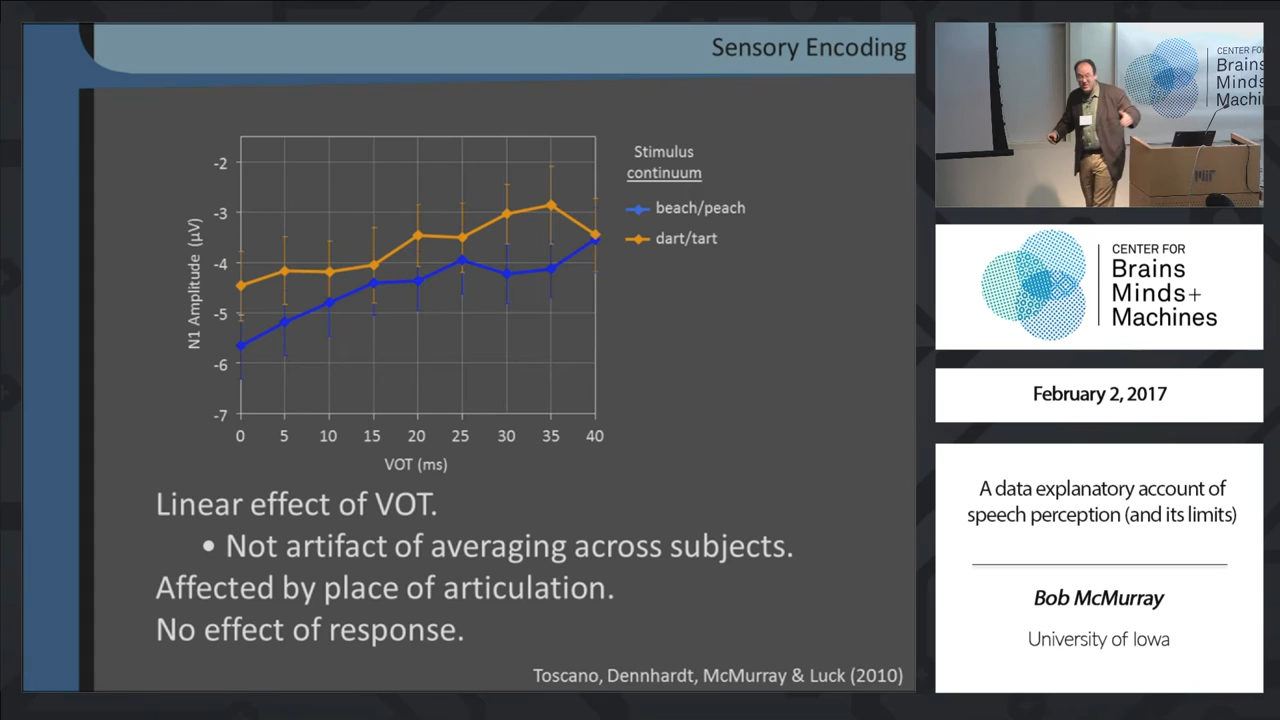 Sensory Encoding
Stimulus
continuum
beach/peach
dart/tart
N1 Amplitude (µV)
-2
-3
-4
-5
-6
-7
0 5 10 15 20 25 30 35 40
VOT (ms)
Linear effect of VOT.
• Not artifact of averaging across subjects.
Affected by place of articulation.
No effect of response.
Toscano, Dennhardt, McMurray & Luck (2010)
CENTER FO
Brains
Minds
Machi
MIT
CENTER FOR
Brains
Minds+
Machines
February 2, 2017
A data explanatory account of
speech perception (and its limits)
Bob McMurray
University of Iowa